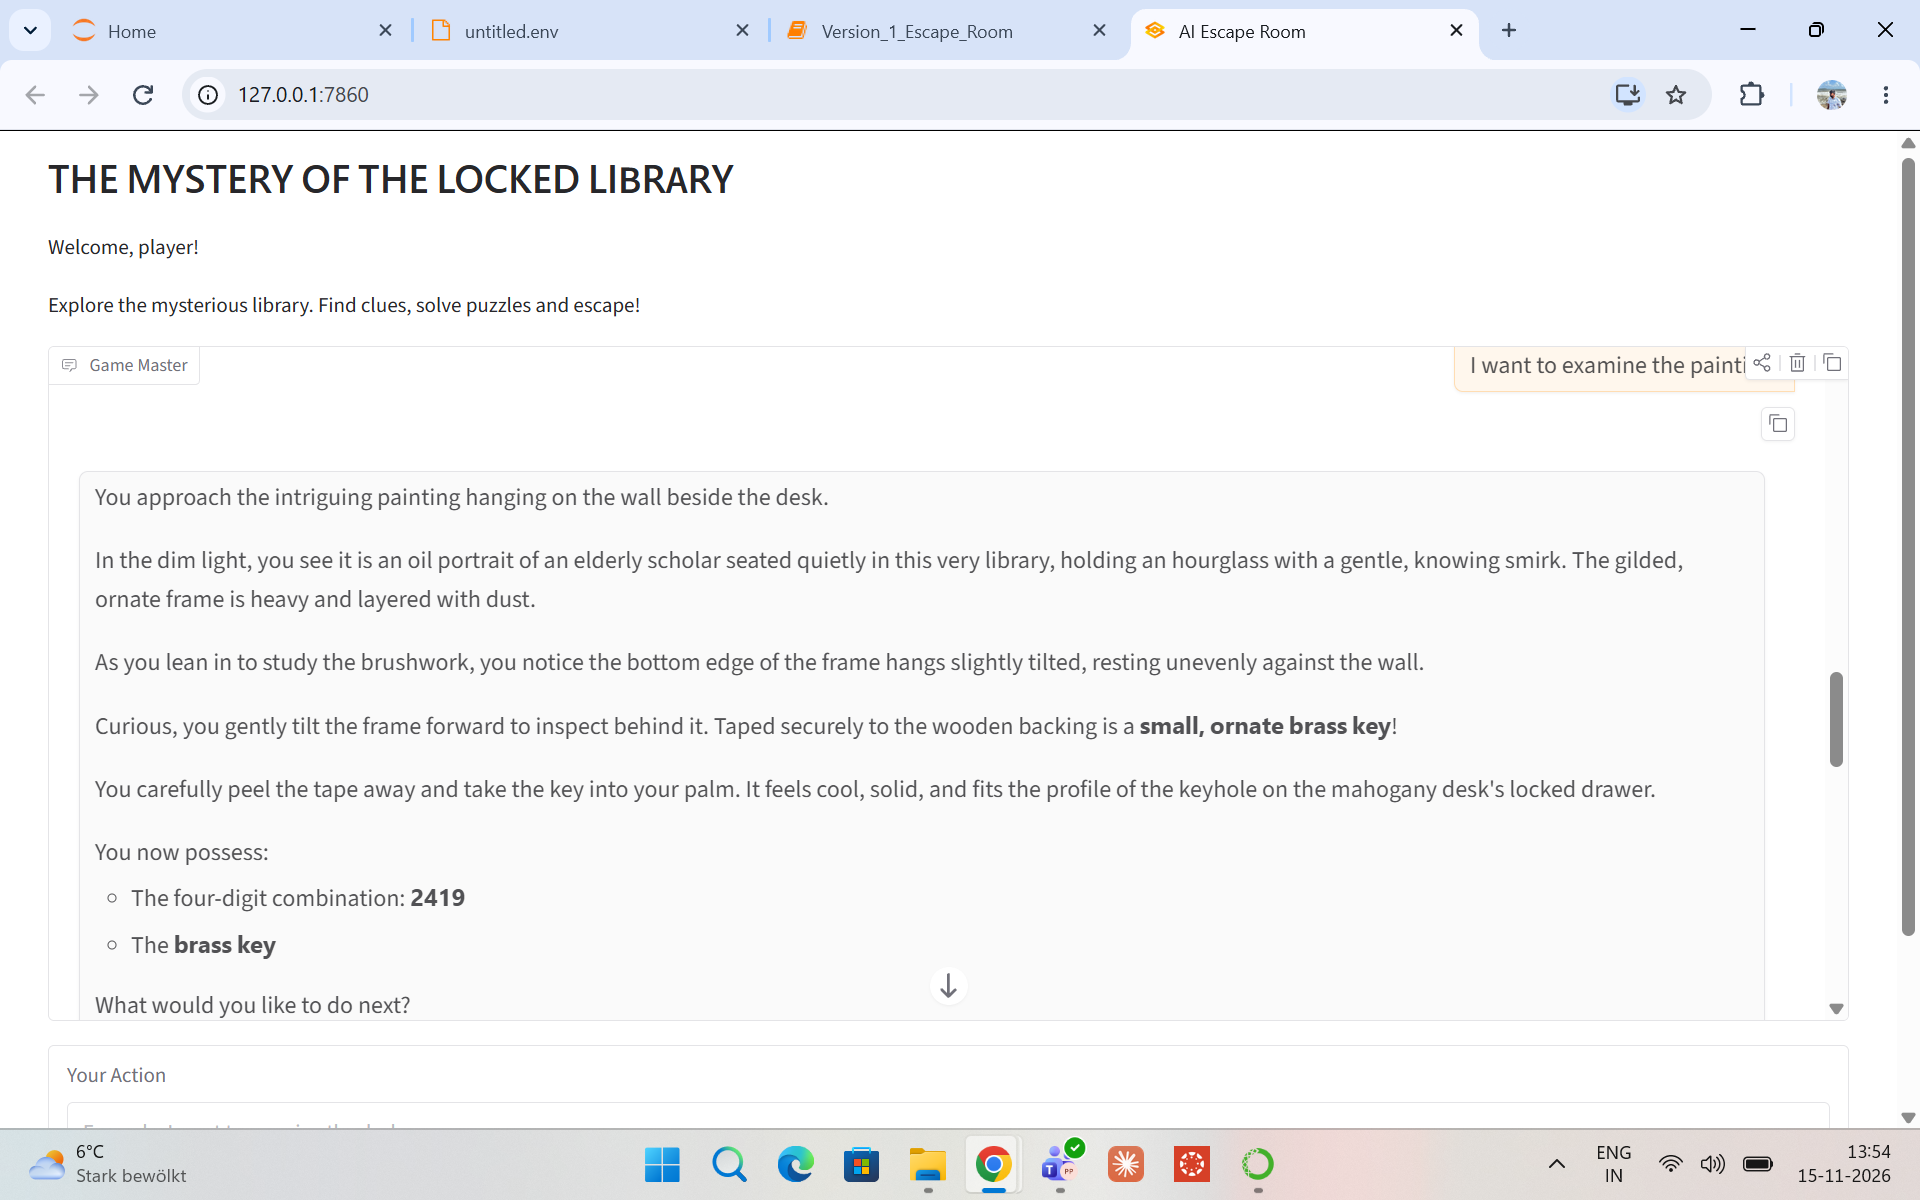 Home
untitled.env
Version_1_Escape_Room
AI Escape Room
127.0.0.1:7860
THE MYSTERY OF THE LOCKED LIBRARY
Welcome, player!
Explore the mysterious library. Find clues, solve puzzles and escape!
Game Master
I want to examine the painti
You approach the intriguing painting hanging on the wall beside the desk.
In the dim light, you see it is an oil portrait of an elderly scholar seated quietly in this very library, holding an hourglass with a gentle, knowing smirk. The gilded,
ornate frame is heavy and layered with dust.
As you lean in to study the brushwork, you notice the bottom edge of the frame hangs slightly tilted, resting unevenly against the wall.
Curious, you gently tilt the frame forward to inspect behind it. Taped securely to the wooden backing is a small, ornate brass key!
You carefully peel the tape away and take the key into your palm. It feels cool, solid, and fits the profile of the keyhole on the mahogany desk's locked drawer.
You now possess:
The four-digit combination: 2419
The brass key
What would you like to do next?
Your Action
6°C
Stark bewölkt
ENG
IN
13:54
15-11-2026